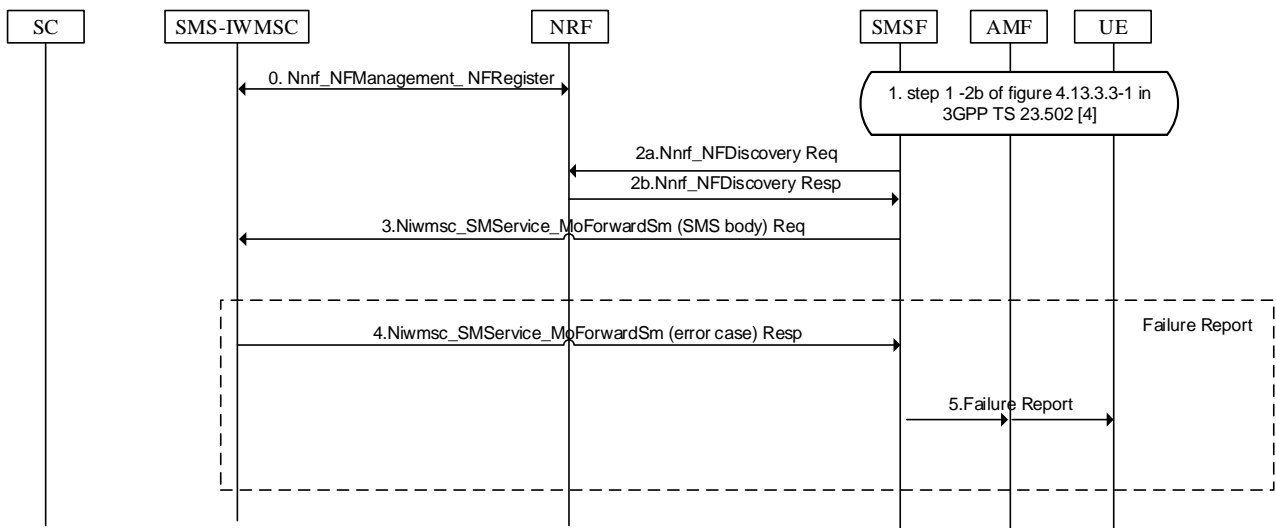 SC
SMS-IWMSC
NRF
SMSF
AMF
UE
0. Nnrf_NFManagement_ NFRegister
1. step 1 -2b of figure 4.13.3.3-1 in
3GPP TS 23.502 [4]
2a.Nnrf_NFDiscovery Req
2b.Nnrf_NFDiscovery Resp
3.Niwmsc_SMService_MoForwardSm (SMS body) Req
Failure Report
4.Niwmsc_SMService_MoForwardSm (error case) Resp
5.Failure Report